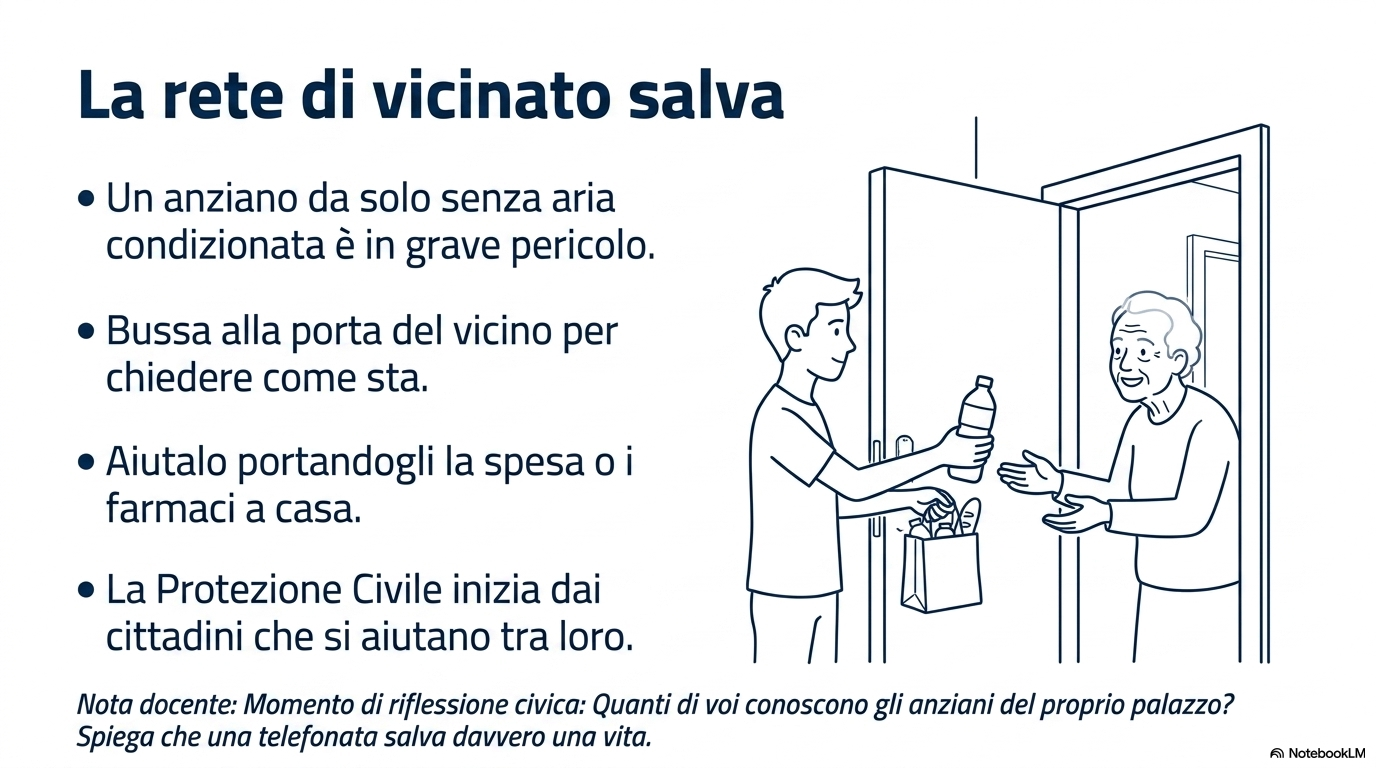 La rete di vicinato salva
• Un anziano da solo senza aria
condizionata è in grave pericolo.
• Bussa alla porta del vicino per
chiedere come sta.
• Aiutalo portandogli la spesa o i
farmaci a casa.
• La Protezione Civile inizia dai
cittadini che si aiutano tra loro.
Nota docente: Momento di riflessione civica: Quanti di voi conoscono gli anziani del proprio palazzo?
Spiega che una telefonata salva davvero una vita.
NotebookLM